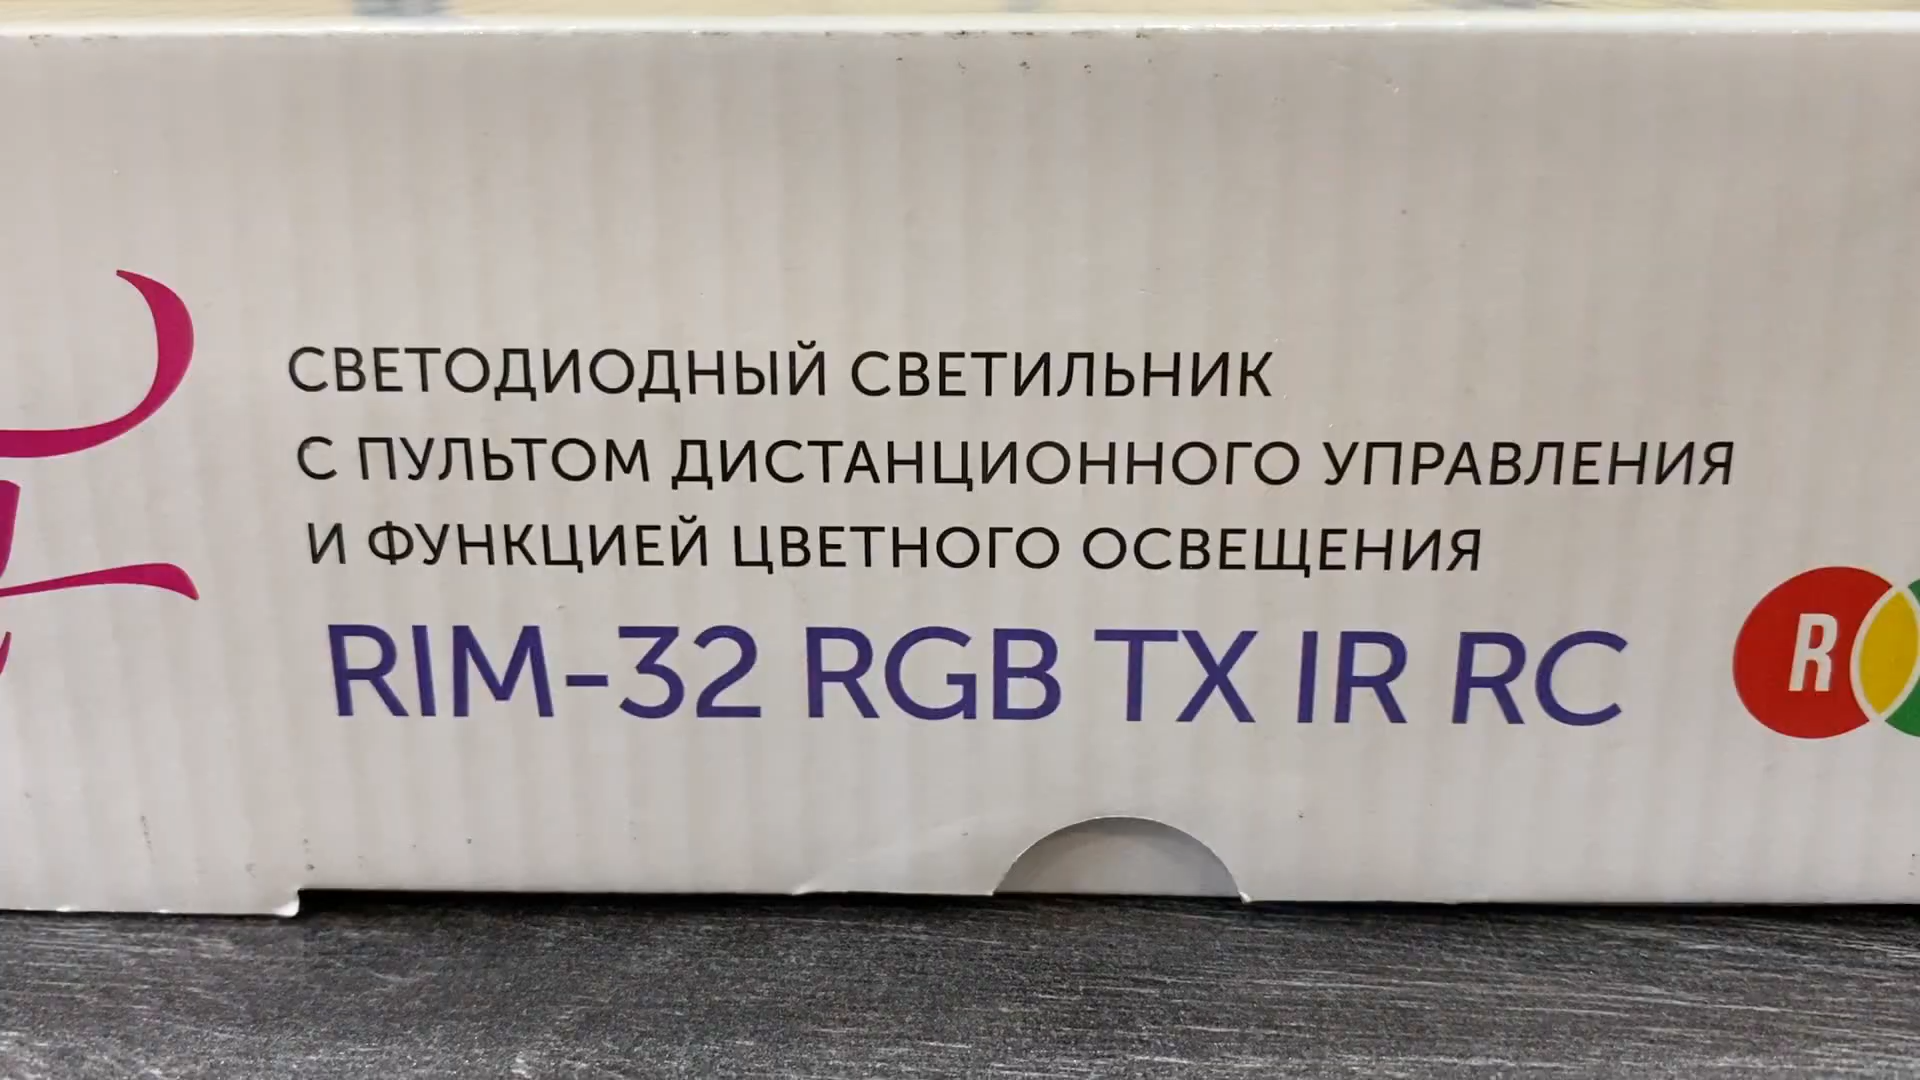 СВЕТОДИОДНЫЙ СВЕТИЛЬНИК
С ПУЛЬТОМ ДИСТАНЦИОННОГО УПРАВЛЕНИЯ
И ФУНКЦИЕЙ ЦВЕТНОГО ОСВЕЩЕНИЯ
RIM-32 RGB TX IR RC
R